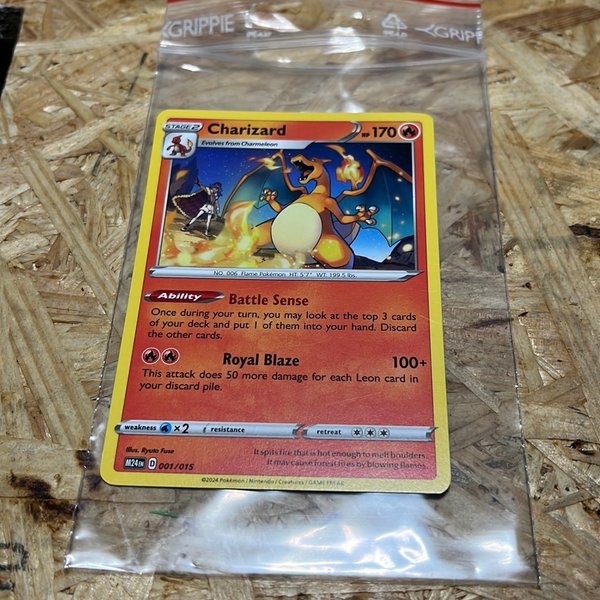 GRIPPIE
GRIPPIE
STAGE 2 Charizard HP 170
Evolves from Charmeleon
NO. 006 Flame Pokémon HT: 5'7" WT: 199.5 lbs.
Ability Battle Sense
Once during your turn, you may look at the top 3 cards
of your deck and put 1 of them into your hand. Discard
the other cards.
Royal Blaze 100+
This attack does 50 more damage for each Leon card in
your discard pile.
weakness ×2 resistance retreat
Illus. Ryuto Fuse
M24 EN D 001/015
It spits fire that is hot enough to melt boulders.
It may cause forest fires by blowing flames.
©2024 Pokémon / Nintendo / Creatures / GAME FREAK